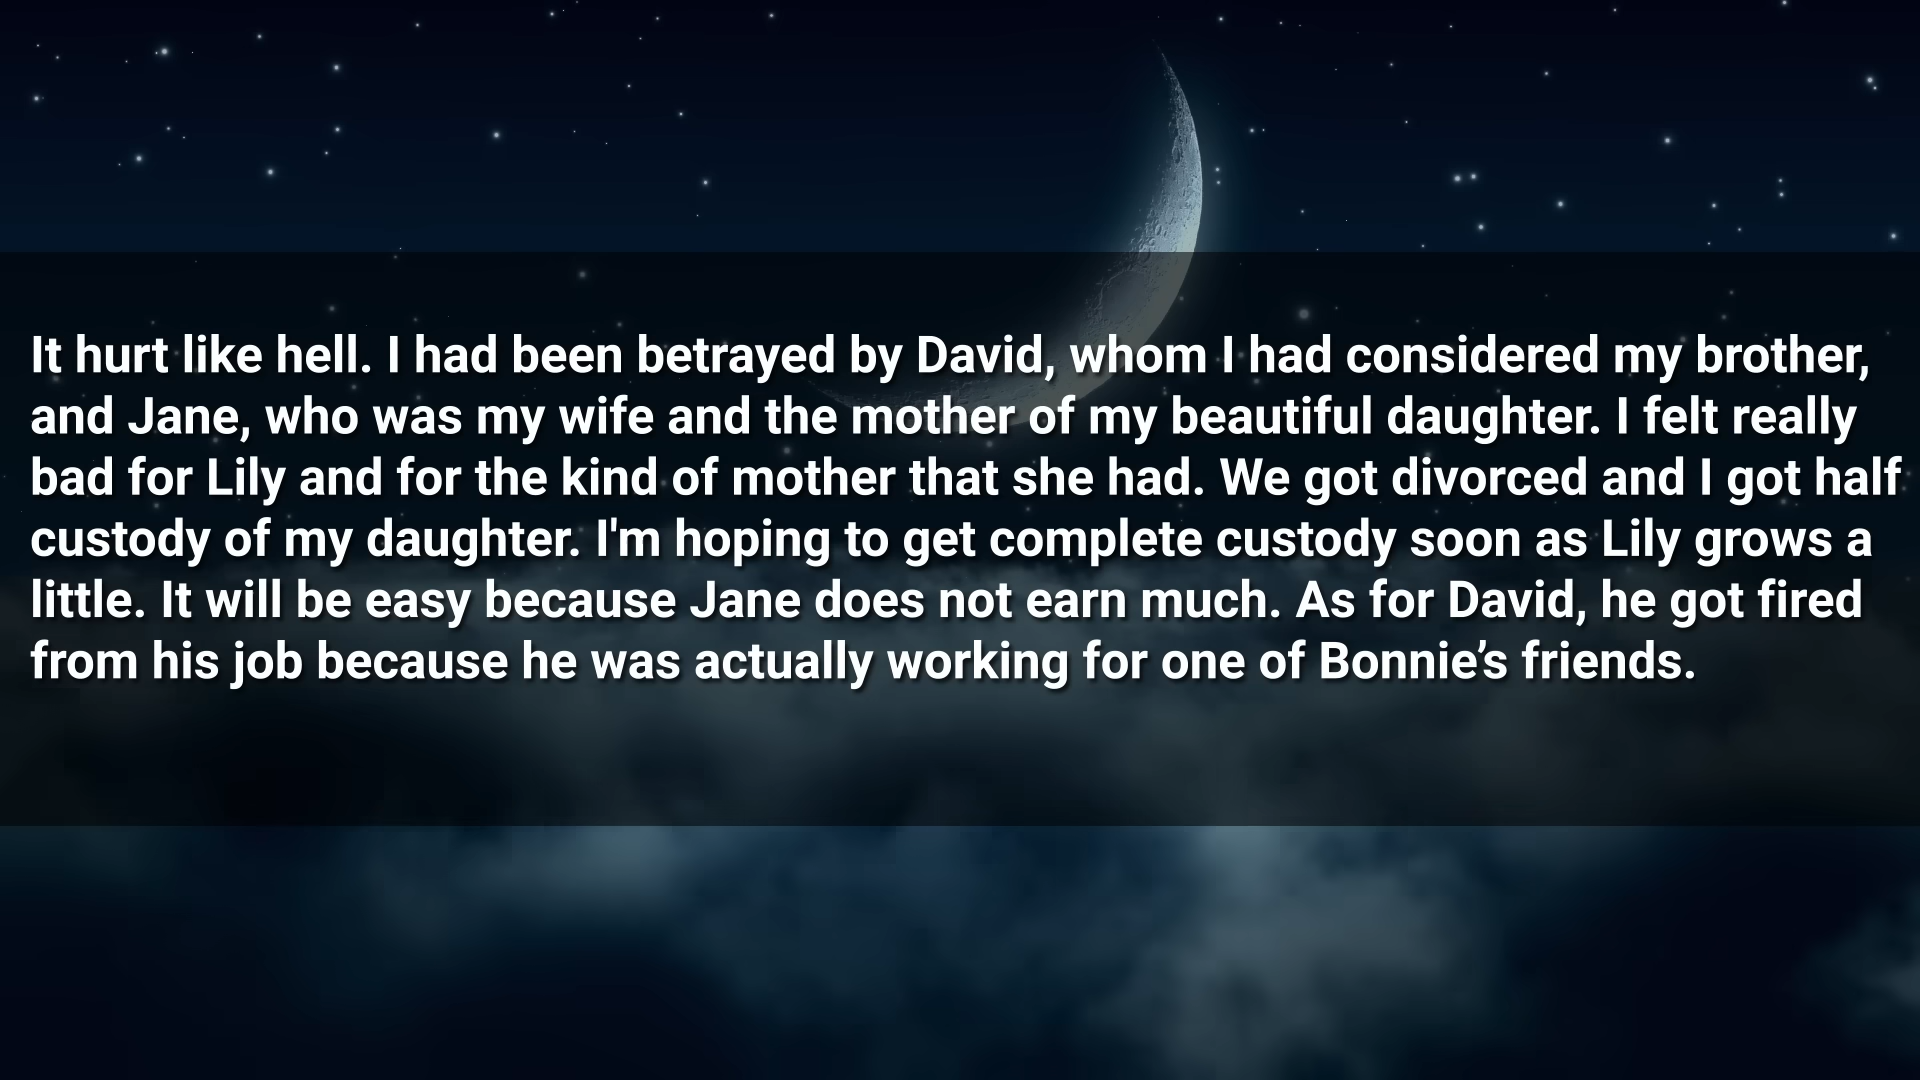 It hurt like hell. I had been betrayed by David, whom I had considered my brother,
and Jane, who was my wife and the mother of my beautiful daughter. I felt really
bad for Lily and for the kind of mother that she had. We got divorced and I got half
custody of my daughter. I'm hoping to get complete custody soon as Lily grows a
little. It will be easy because Jane does not earn much. As for David, he got fired
from his job because he was actually working for one of Bonnie’s friends.